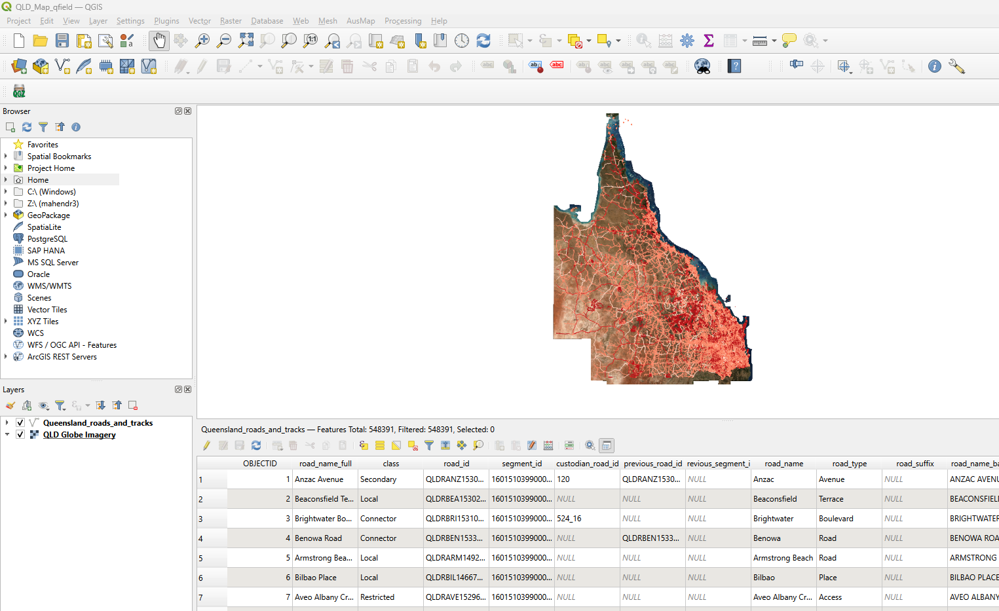 QLD_Map_qfield — QGIS
Project Edit View Layer Settings Plugins Vector Raster Database Web Mesh AusMap Processing Help
1:1
abc ab abc
?
QGZ
Browser
Favorites
Spatial Bookmarks
Project Home
Home
C:\ (Windows)
Z:\ (mahendr3)
GeoPackage
SpatiaLite
PostgreSQL
SAP HANA
MS SQL Server
Oracle
WMS/WMTS
Scenes
Vector Tiles
XYZ Tiles
WCS
WFS / OGC API - Features
ArcGIS REST Servers
Layers
Queensland_roads_and_tracks
QLD Globe Imagery
Queensland_roads_and_tracks — Features Total: 548391, Filtered: 548391, Selected: 0
OBJECTID road_name_full class road_id segment_id custodian_road_id previous_road_id revious_segment_i road_name road_type road_suffix road_name_ba
1 1 Anzac Avenue Secondary QLDRANZ1530... 1601510399000... 120 QLDRANZ1530... NULL Anzac Avenue NULL ANZAC AVENU
2 2 Beaconsfield Te... Local QLDRBEA15302... 1601510399000... NULL NULL NULL Beaconsfield Terrace NULL BEACONSFIEL
3 3 Brightwater Bo... Connector QLDRBRI15310... 1601510399000... 524_16 NULL NULL Brightwater Boulevard NULL BRIGHTWATER
4 4 Benowa Road Connector QLDRBEN1533... 1601510399000... NULL QLDRBEN1533... NULL Benowa Road NULL BENOWA ROA
5 5 Armstrong Bea... Local QLDRARM1492... 1601510399000... NULL NULL NULL Armstrong Beach Road NULL ARMSTRONG
6 6 Bilbao Place Local QLDRBIL14667... 1601510399000... NULL NULL NULL Bilbao Place NULL BILBAO PLACE
7 7 Aveo Albany Cr... Restricted QLDRAVE15296... 1601510399000... NULL NULL NULL Aveo Albany Cr... Access NULL AVEO ALBANY